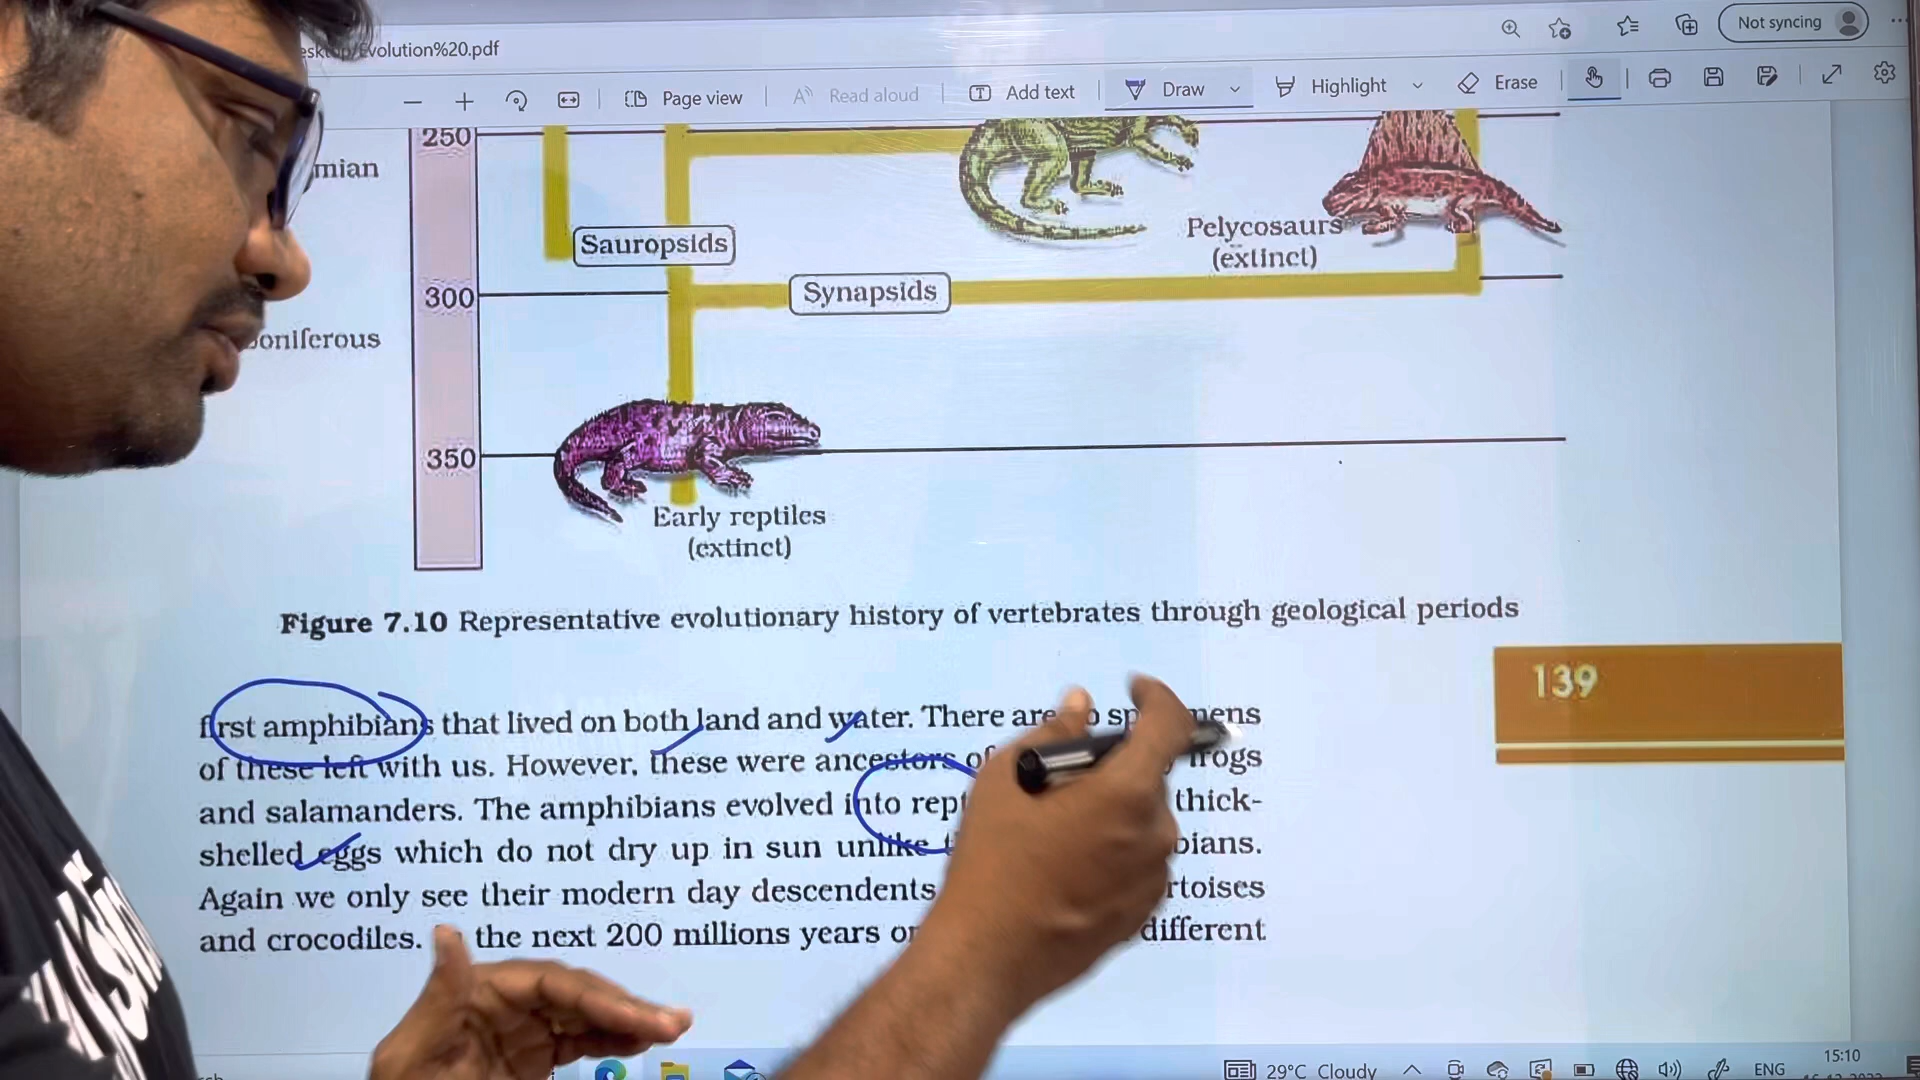 Evolution%20.pdf
Not syncing
Page view
Read aloud
Add text
Draw
Highlight
Erase
250
mian
Sauropsids
Pelycosaurs
(extinct)
300
Synapsids
oniferous
350
Early reptiles
(extinct)
Figure 7.10 Representative evolutionary history of vertebrates through geological periods
139
first amphibians that lived on both land and water. There are
of these left with us. However, these were ancestors of frogs
and salamanders. The amphibians evolved into thick-
shelled eggs which do not dry up in sun unlike
Again we only see their modern day descendents,
and crocodiles. the next 200 millions years or different
29°C Cloudy
ENG
15:10